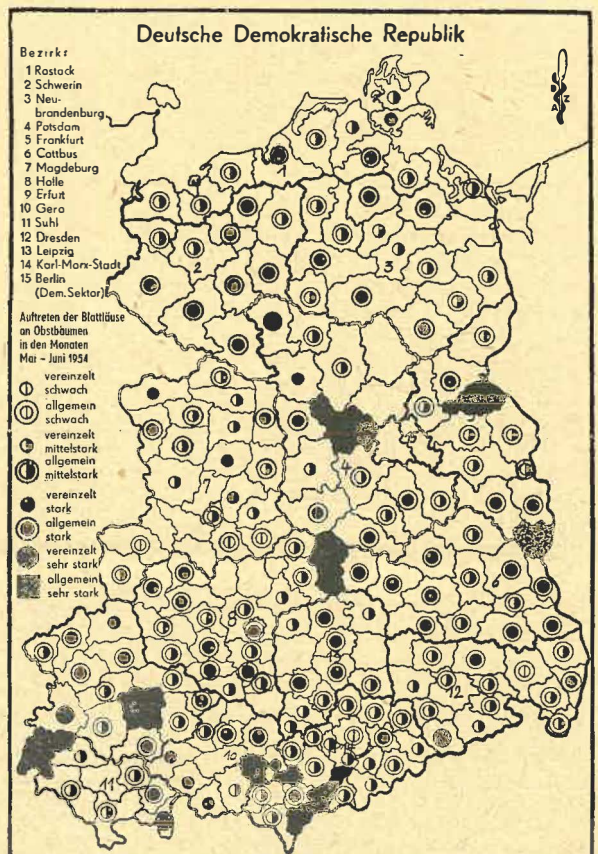 Deutsche Demokratische Republik
Bezirke
1 Rostock
2 Schwerin
3 Neu-
brandenburg
4 Potsdam
5 Frankfurt
6 Cottbus
7 Magdeburg
8 Halle
9 Erfurt
10 Gera
11 Suhl
12 Dresden
13 Leipzig
14 Karl-Marx-Stadt
15 Berlin
(Dem. Sektor)
Auftreten der Blattläuse
an Obstbäumen
in den Monaten
Mai – Juni 1954
vereinzelt
schwach
allgemein
schwach
vereinzelt
mittelstark
allgemein
mittelstark
vereinzelt
stark
allgemein
stark
vereinzelt
sehr stark
allgemein
sehr stark
1
2
3
4
15
7
6
8
12
10
11